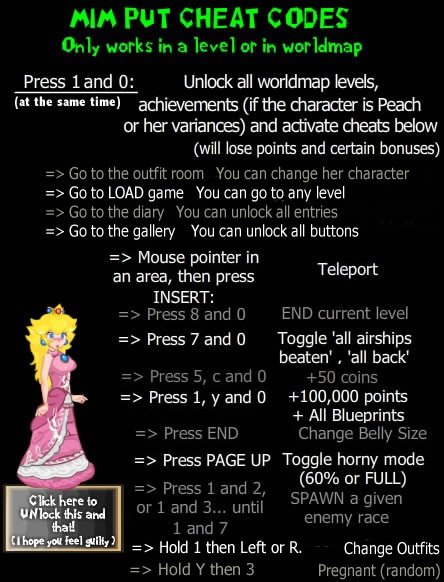 MIM PUT CHEAT CODES
Only works in a level or in worldmap
Press 1 and 0: Unlock all worldmap levels,
(at the same time) achievements (if the character is Peach
or her variances) and activate cheats below
(will lose points and certain bonuses)
=> Go to the outfit room You can change her character
=> Go to LOAD game You can go to any level
=> Go to the diary You can unlock all entries
=> Go to the gallery You can unlock all buttons
=> Mouse pointer in
an area, then press
INSERT:
Teleport
=> Press 8 and 0 END current level
=> Press 7 and 0 Toggle 'all airships
beaten' , 'all back'
=> Press 5, c and 0 +50 coins
=> Press 1, y and 0 +100,000 points
+ All Blueprints
=> Press END Change Belly Size
=> Press PAGE UP Toggle horny mode
(60% or FULL)
=> Press 1 and 2,
or 1 and 3... until
1 and 7
SPAWN a given
enemy race
=> Hold 1 then Left or R. Change Outfits
=> Hold Y then 3 Pregnant (random)
Click here to
UNlock this and
that!
(I hope you feel guilty)